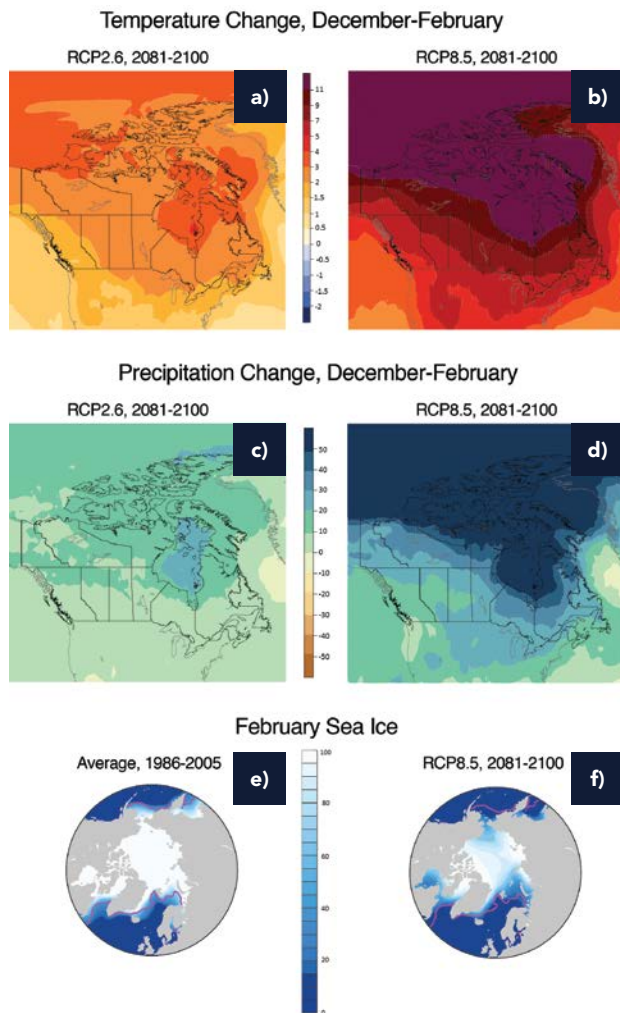 Temperature Change, December-February
RCP2.6, 2081-2100
RCP8.5, 2081-2100
a)
b)
11
9
7
5
4
3
2
1.5
1
0.5
0
-0.5
-1
-1.5
-2
Precipitation Change, December-February
RCP2.6, 2081-2100
RCP8.5, 2081-2100
c)
d)
50
40
30
20
10
0
-10
-20
-30
-40
-50
February Sea Ice
Average, 1986-2005
RCP8.5, 2081-2100
e)
f)
100
80
60
40
20
0